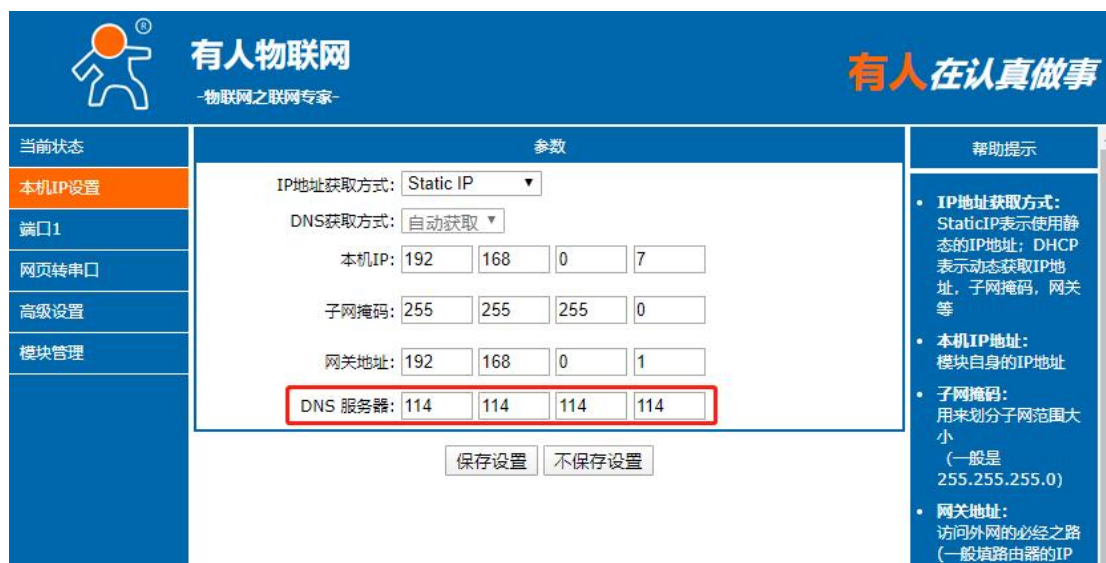 ®
有人物联网
-物联网之联网专家-
有人在认真做事
当前状态
本机IP设置
端口1
网页转串口
高级设置
模块管理
参数
IP地址获取方式: Static IP ▼
DNS获取方式: 自动获取 ▼
本机IP: 192 168 0 7
子网掩码: 255 255 255 0
网关地址: 192 168 0 1
DNS 服务器: 114 114 114 114
保存设置 不保存设置
帮助提示
• IP地址获取方式:
StaticIP表示使用静
态的IP地址; DHCP
表示动态获取IP地
址, 子网掩码, 网关
等
• 本机IP地址:
模块自身的IP地址
• 子网掩码:
用来划分子网范围大
小
(一般是
255.255.255.0)
• 网关地址:
访问外网的必经之路
(一般填路由器的IP